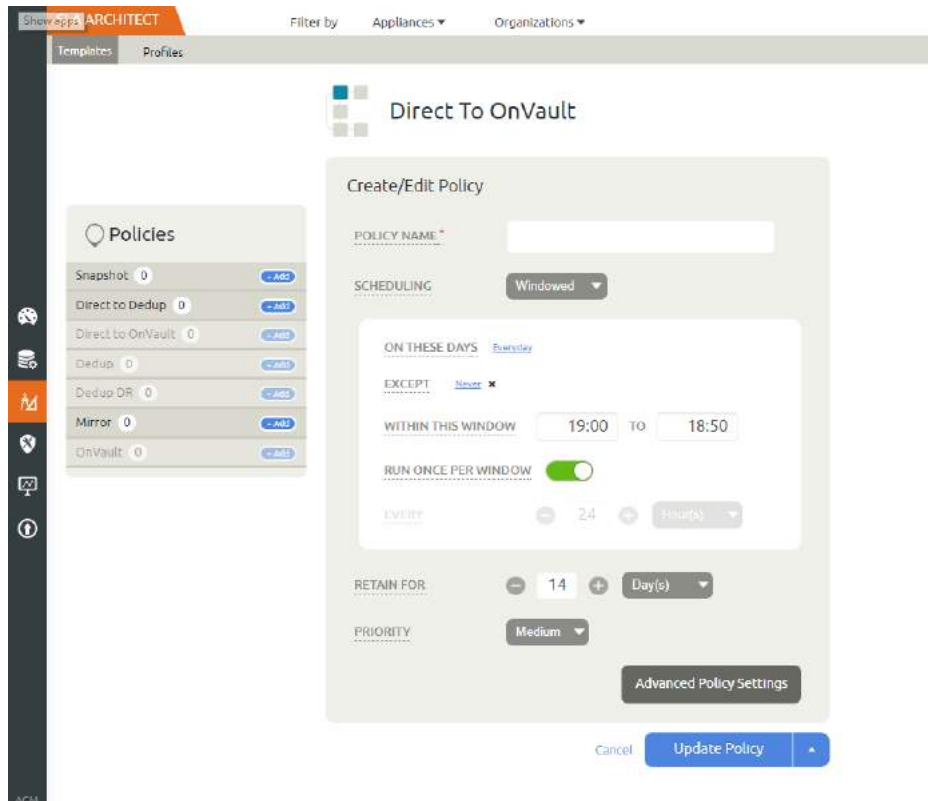 Show apps ARCHITECT Filter by Appliances Organizations
Templates Profiles
Direct To OnVault
Create/Edit Policy
Policies
POLICY NAME*
Snapshot 0 + Add
SCHEDULING Windowed
Direct to Dedup 0 + Add
Direct to OnVault 0 + Add
ON THESE DAYS Everyday
Dedup 0 + Add
EXCEPT Never ×
Dedup DR 0 + Add
Mirror 0 + Add
WITHIN THIS WINDOW 19:00 TO 18:50
OnVault 0 + Add
RUN ONCE PER WINDOW
EVERY 24 Hour(s)
RETAIN FOR 14 Day(s)
PRIORITY Medium
Advanced Policy Settings
Cancel Update Policy